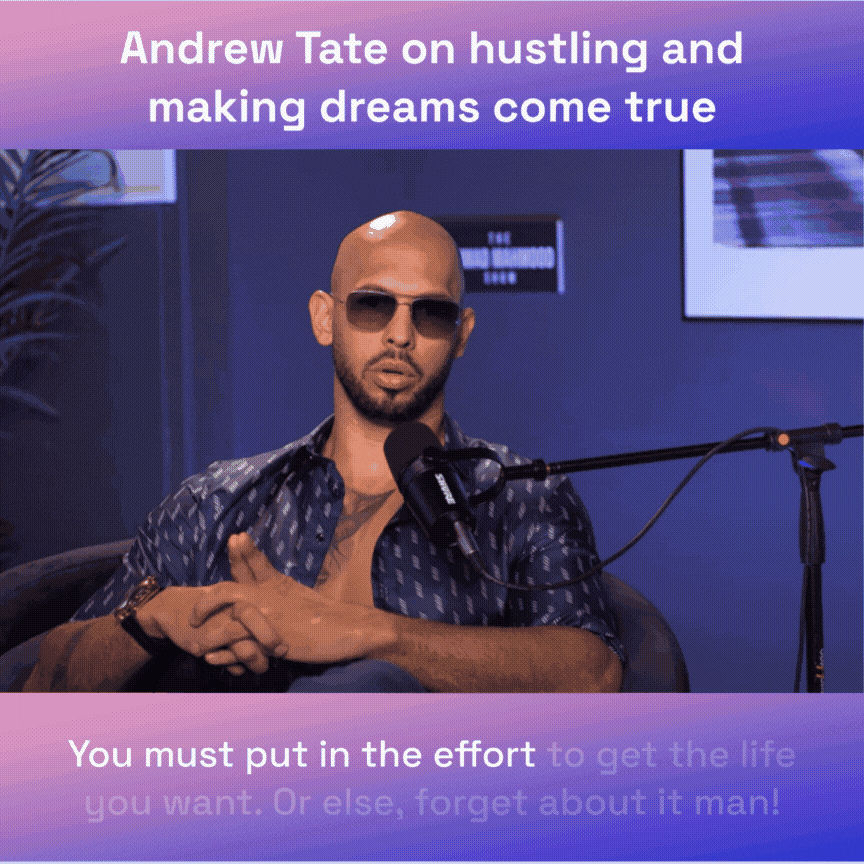 Andrew Tate on hustling and
making dreams come true
THE
SHOW
SHURE
You must put in the effort to get the life
you want. Or else, forget about it man!